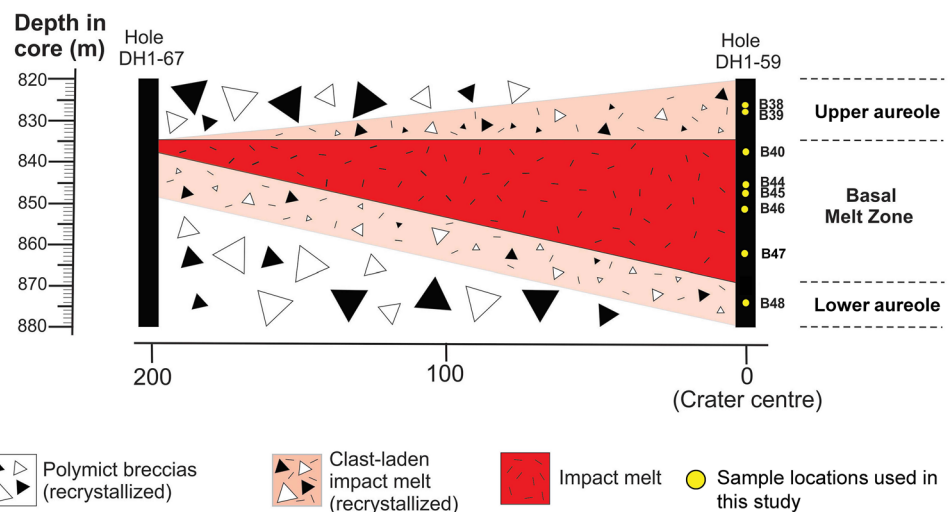 Depth in
core (m)
Hole
DH1-67
Hole
DH1-59
820
830
840
850
860
870
880
B38
B39
B40
B44
B45
B46
B47
B48
Upper aureole
Basal
Melt Zone
Lower aureole
200
100
0
(Crater centre)
Polymict breccias
(recrystallized)
Clast-laden
impact melt
(recrystallized)
Impact melt
Sample locations used in
this study